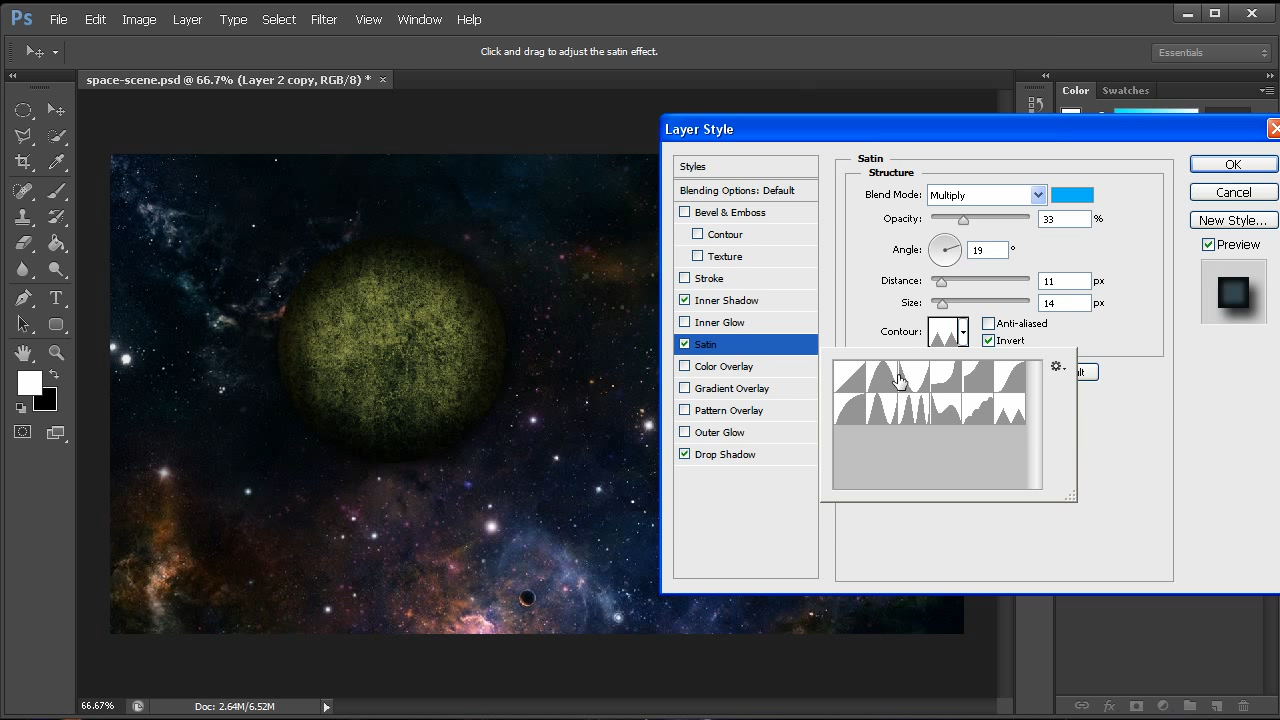 Ps File Edit Image Layer Type Select Filter View Window Help
Click and drag to adjust the satin effect.
Essentials
space-scene.psd @ 66.7% (Layer 2 copy, RGB/8) *
Color Swatches
Layer Style
Styles
Blending Options: Default
Bevel & Emboss
Contour
Texture
Stroke
Inner Shadow
Inner Glow
Satin
Color Overlay
Gradient Overlay
Pattern Overlay
Outer Glow
Drop Shadow
Satin
Structure
Blend Mode: Multiply
Opacity: 33 %
Angle: 19 °
Distance: 11 px
Size: 14 px
Contour: Anti-aliased
Invert
OK
Cancel
New Style...
Preview
66.67% Doc: 2.64M/6.52M